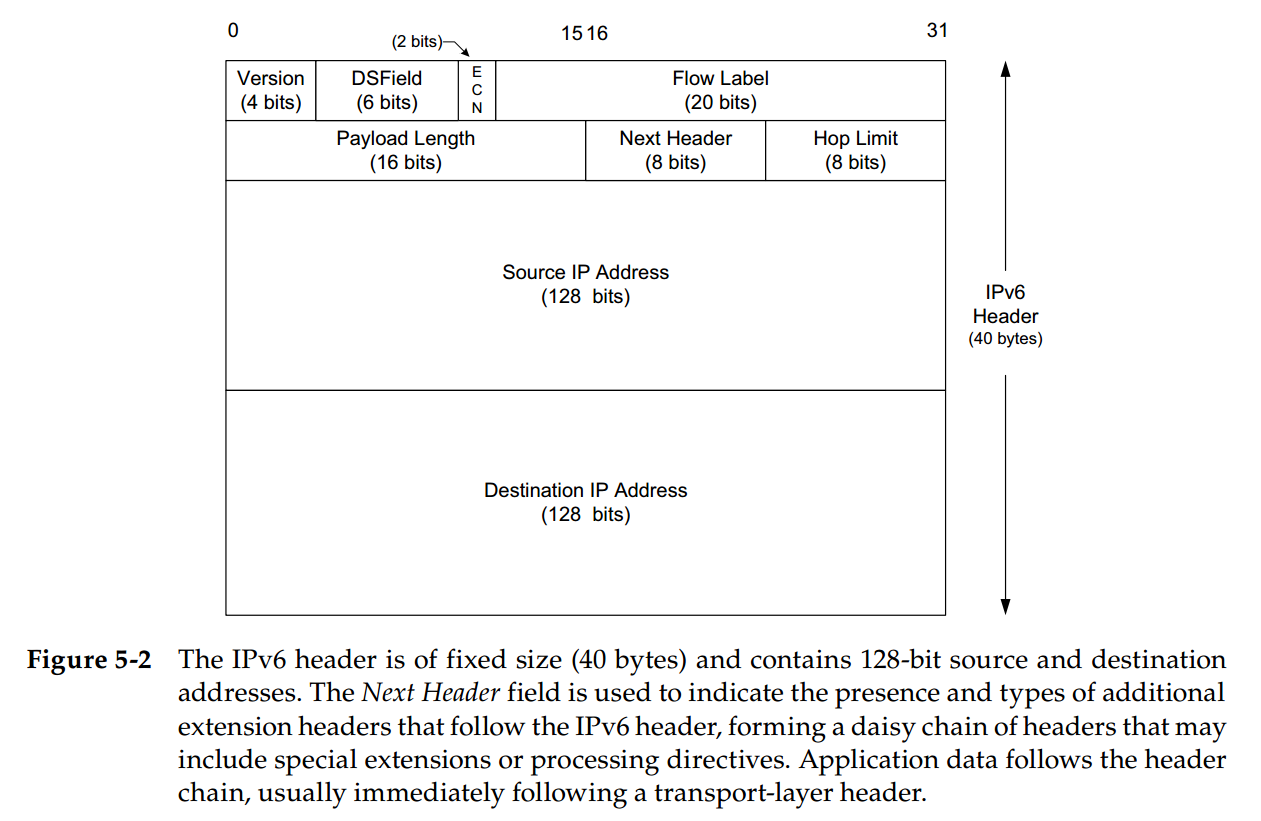 0 15 16 31
(2 bits)
Version DSField E C N Flow Label
(4 bits) (6 bits) (20 bits)
Payload Length Next Header Hop Limit
(16 bits) (8 bits) (8 bits)
Source IP Address
(128 bits)
IPv6
Header
(40 bytes)
Destination IP Address
(128 bits)
Figure 5-2 The IPv6 header is of fixed size (40 bytes) and contains 128-bit source and destination
addresses. The Next Header field is used to indicate the presence and types of additional
extension headers that follow the IPv6 header, forming a daisy chain of headers that may
include special extensions or processing directives. Application data follows the header
chain, usually immediately following a transport-layer header.